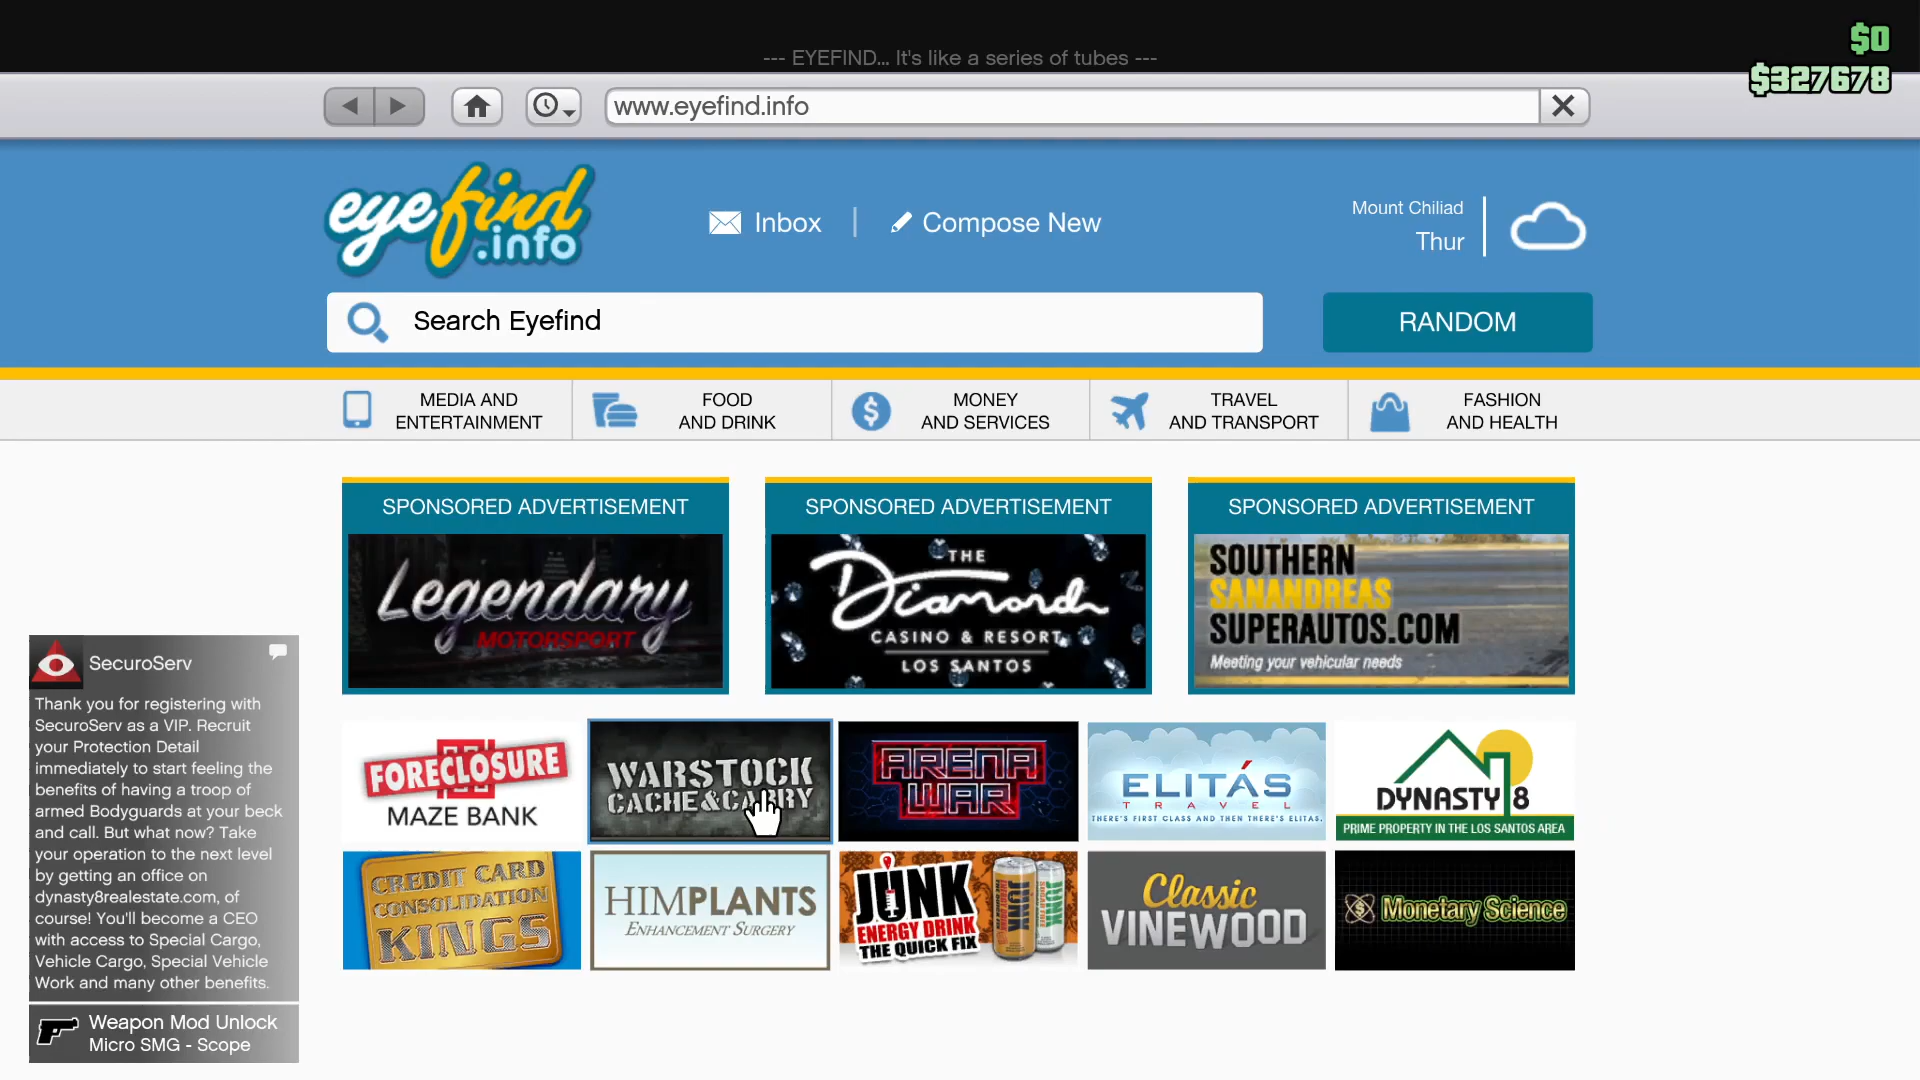 $0
--- EYEFIND... It's like a series of tubes ---
$327678
www.eyefind.info
eyefind
.info
Inbox
Compose New
Mount Chiliad
Thur
Search Eyefind
RANDOM
MEDIA AND
ENTERTAINMENT
FOOD
AND DRINK
MONEY
AND SERVICES
TRAVEL
AND TRANSPORT
FASHION
AND HEALTH
SPONSORED ADVERTISEMENT
Legendary
MOTORSPORT
SPONSORED ADVERTISEMENT
THE
Diamond
CASINO & RESORT
LOS SANTOS
SPONSORED ADVERTISEMENT
SOUTHERN
SANANDREAS
SUPERAUTOS.COM
Meeting your vehicular needs
FORECLOSURE
MAZE BANK
WARSTOCK
CACHE&CARRY
ARENA
WAR
ELITÁS
TRAVEL
THERE'S FIRST CLASS AND THEN THERE'S ELITAS.
DYNASTY 8
PRIME PROPERTY IN THE LOS SANTOS AREA
CREDIT CARD
CONSOLIDATION
KINGS
HIMPLANTS
ENHANCEMENT SURGERY
JUNK
ENERGY DRINK
THE QUICK FIX
JUNK
Classic
VINEWOOD
Monetary Science
SecuroServ
Thank you for registering with
SecuroServ as a VIP. Recruit
your Protection Detail
immediately to start feeling the
benefits of having a troop of
armed Bodyguards at your beck
and call. But what now? Take
your operation to the next level
by getting an office on
dynasty8realestate.com, of
course! You'll become a CEO
with access to Special Cargo,
Vehicle Cargo, Special Vehicle
Work and many other benefits.
Weapon Mod Unlock
Micro SMG - Scope